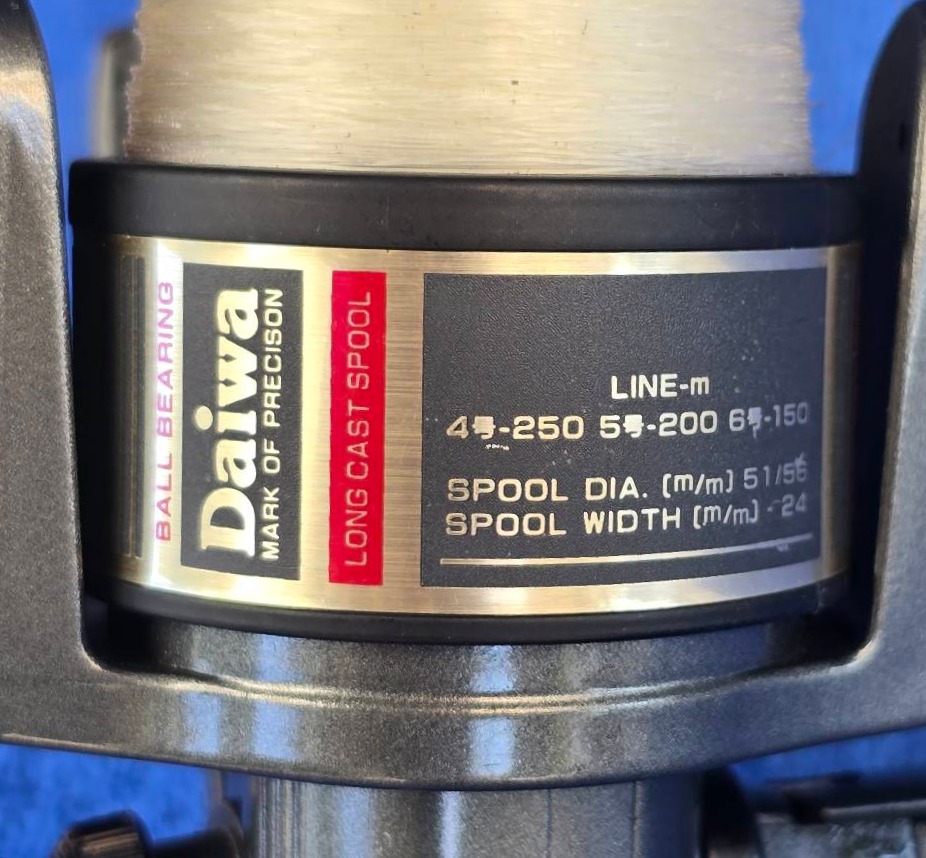 BALL BEARING
Daiwa
MARK OF PRECISON
LONG CAST SPOOL
LINE-m
4号-250 5号-200 6号-150
SPOOL DIA. (m/m) 51/56
SPOOL WIDTH (m/m) - 24